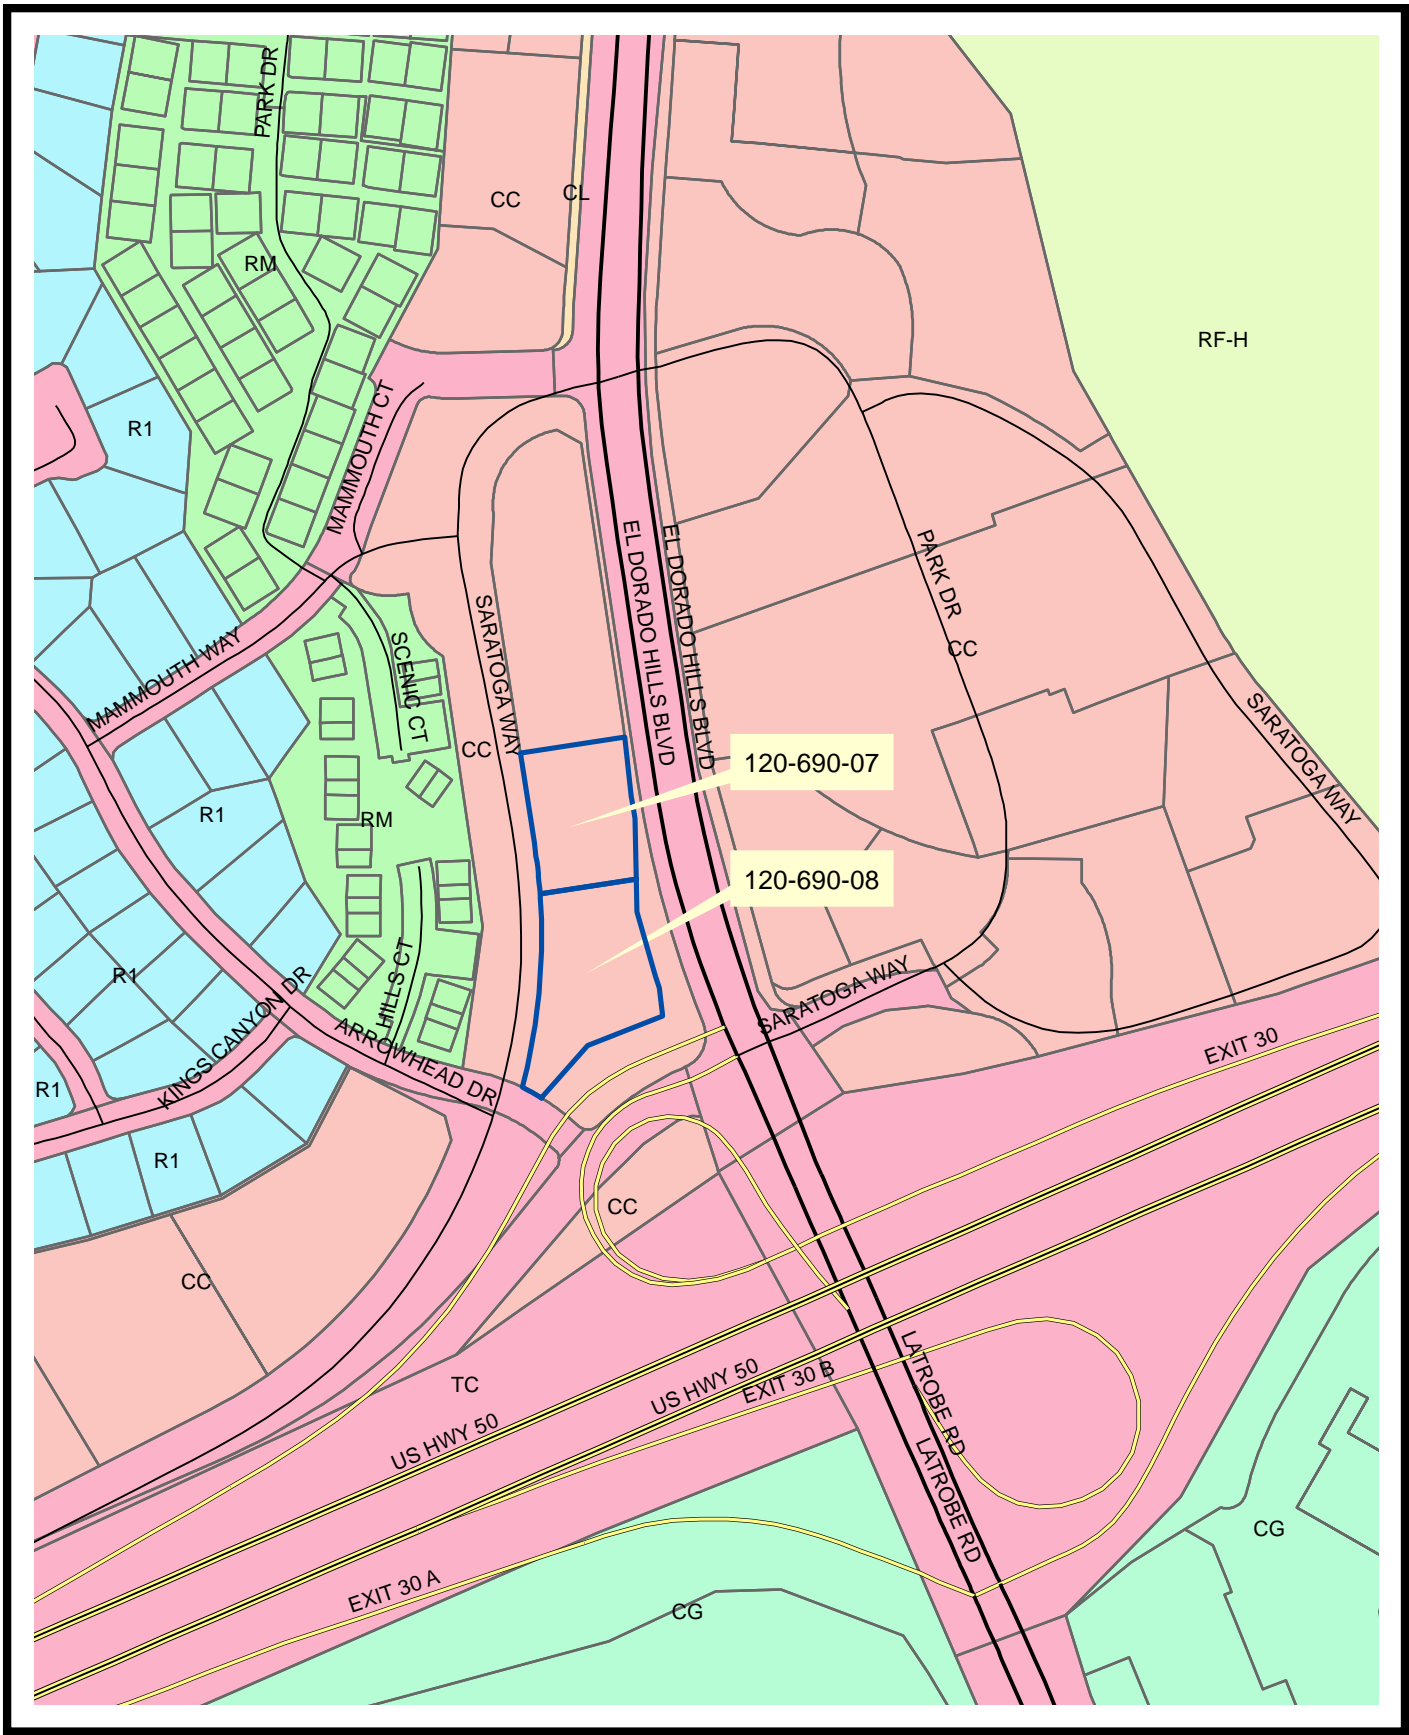 PARK DR
CC
CL
RM
RF-H
MAMMOUTH CT
R1
EL DORADO HILLS BLVD
EL DORADO HILLS BLVD
PARK DR
SARATOGA WAY
SCENIC CT
MAMMOUTH WAY
CC
SARATOGA WAY
CC
120-690-07
R1
RM
120-690-08
HILLS CT
SARATOGA WAY
R1
KINGS CANYON DR
ARROWHEAD DR
EXIT 30
R1
R1
CC
CC
TC
US HWY 50
EXIT 30 B
LATROBE RD
US HWY 50
LATROBE RD
CG
EXIT 30 A
CG